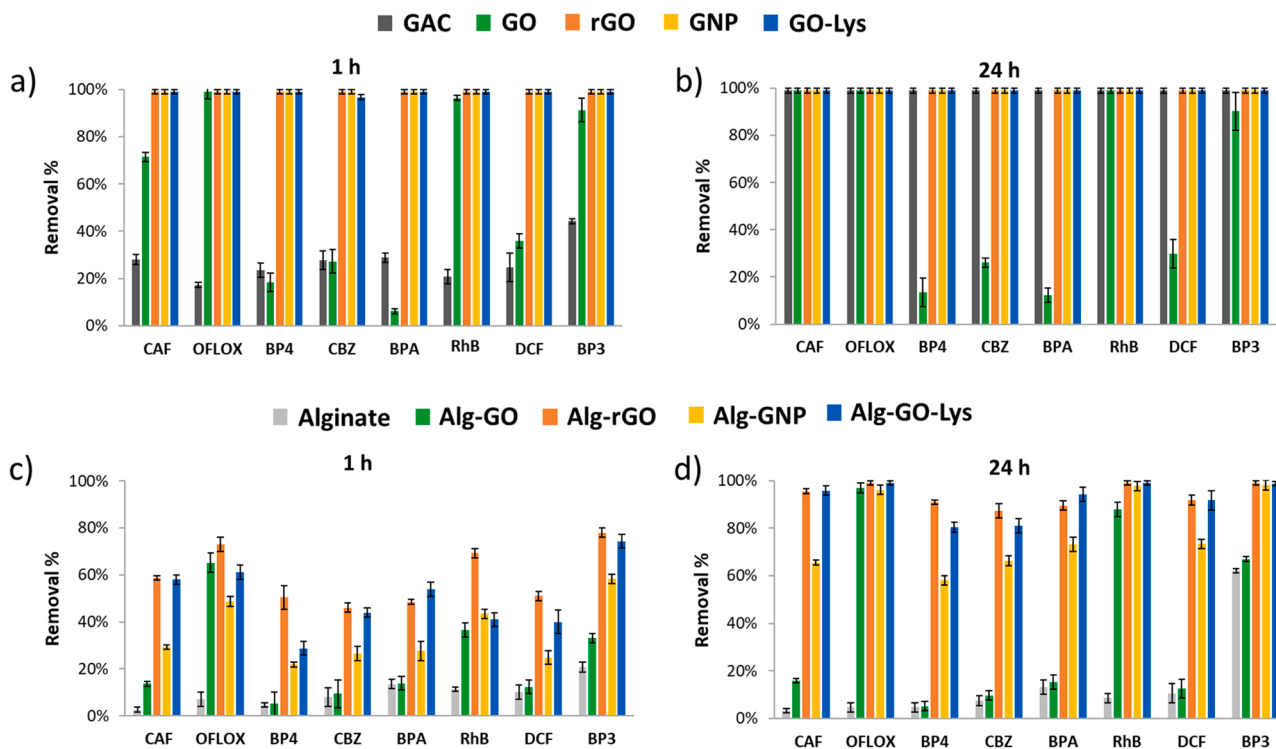 GAC GO rGO GNP GO-Lys
a) 1 h
b) 24 h
Removal %
100%
80%
60%
40%
20%
0%
CAF OFLOX BP4 CBZ BPA RhB DCF BP3
Removal %
100%
80%
60%
40%
20%
0%
CAF OFLOX BP4 CBZ BPA RhB DCF BP3
Alginate Alg-GO Alg-rGO Alg-GNP Alg-GO-Lys
c) 1 h
d) 24 h
Removal %
100%
80%
60%
40%
20%
0%
CAF OFLOX BP4 CBZ BPA RhB DCF BP3
Removal %
100%
80%
60%
40%
20%
0%
CAF OFLOX BP4 CBZ BPA RhB DCF BP3